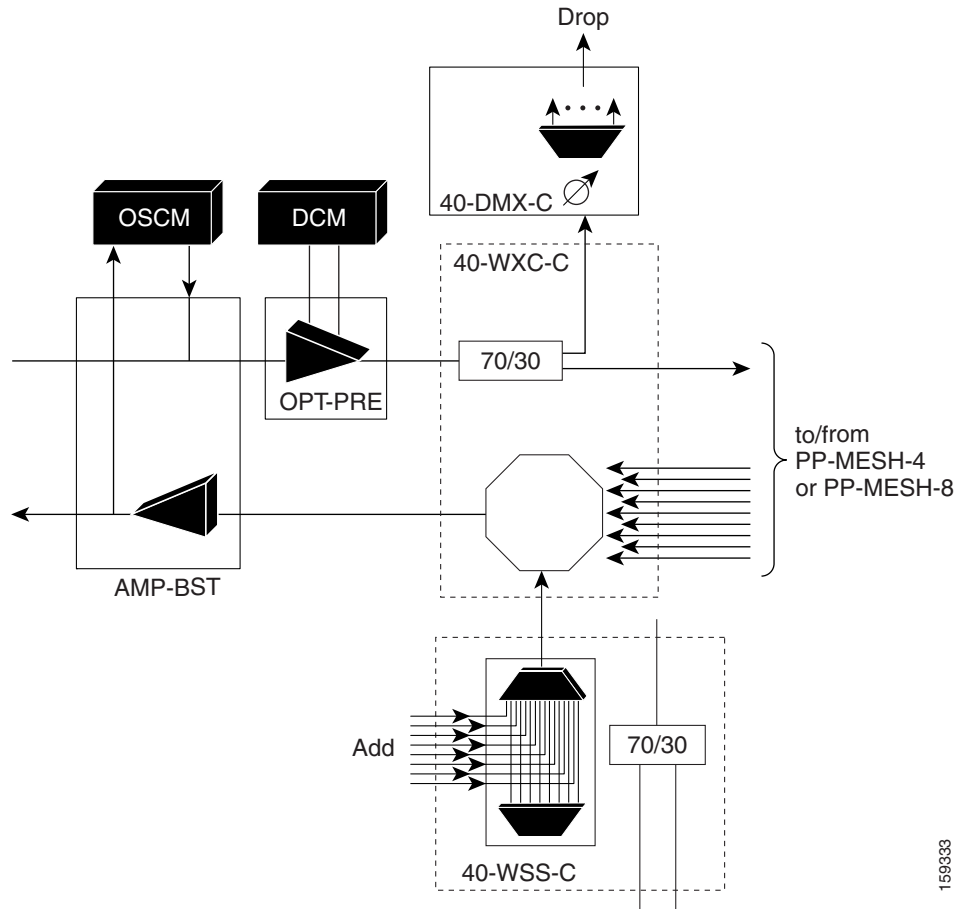 Drop
40-DMX-C
OSCM
DCM
40-WXC-C
70/30
OPT-PRE
to/from
PP-MESH-4
or PP-MESH-8
AMP-BST
Add
70/30
40-WSS-C
159333